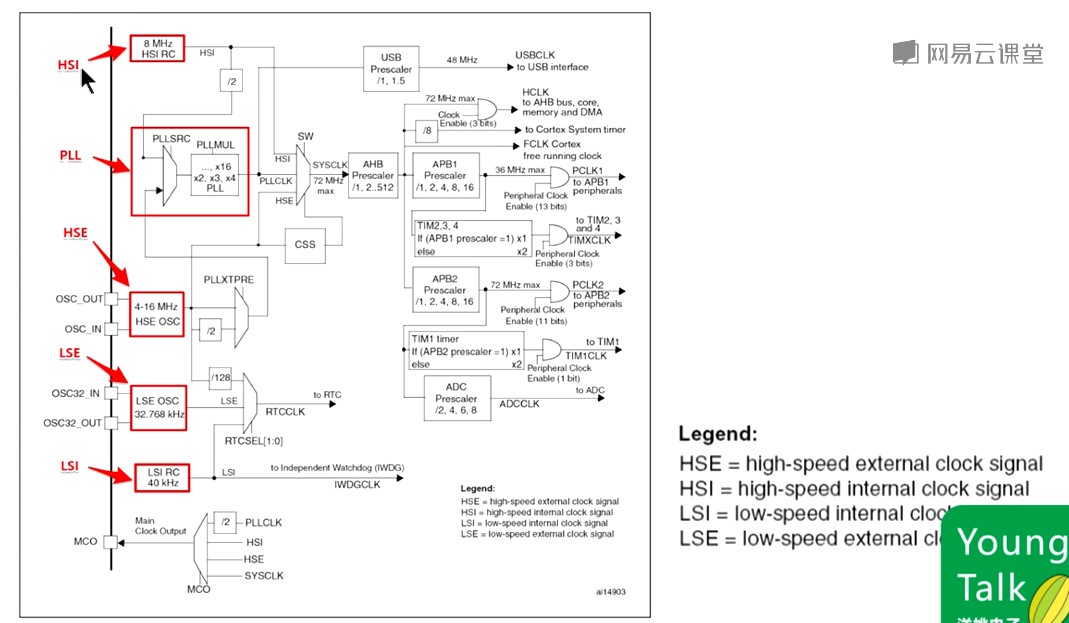 HSI
8 MHz
HSI RC
HSI
/2
USB
Prescaler
/1, 1.5
48 MHz
USBCLK
to USB interface
网易云课堂
72 MHz max
Clock
Enable (3 bits)
HCLK
to AHB bus, core,
memory and DMA
/8
to Cortex System timer
FCLK Cortex
free running clock
PLL
PLLSRC
PLLMUL
..., x16
x2, x3, x4
PLL
PLLCLK
SW
HSI
HSE
SYSCLK
72 MHz
max
AHB
Prescaler
/1, 2..512
APB1
Prescaler
/1, 2, 4, 8, 16
36 MHz max
PCLK1
to APB1
peripherals
Peripheral Clock
Enable (13 bits)
TIM2,3, 4
If (APB1 prescaler =1) x1
else x2
to TIM2, 3
and 4
TIMXCLK
Peripheral Clock
Enable (3 bits)
CSS
HSE
PLLXTPRE
OSC_OUT
OSC_IN
4-16 MHz
HSE OSC
/2
APB2
Prescaler
/1, 2, 4, 8, 16
72 MHz max
PCLK2
to APB2
peripherals
Peripheral Clock
Enable (11 bits)
TIM1 timer
If (APB2 prescaler =1) x1
else x2
to TIM1
TIM1CLK
Peripheral Clock
Enable (1 bit)
LSE
OSC32_IN
OSC32_OUT
LSE OSC
32.768 kHz
/128
LSE
to RTC
RTCCLK
RTCSEL[1:0]
ADC
Prescaler
/2, 4, 6, 8
to ADC
ADCCLK
LSI
LSI RC
40 kHz
LSI
to Independent Watchdog (IWDG)
IWDGCLK
Legend:
HSE = high-speed external clock signal
HSI = high-speed internal clock signal
LSI = low-speed internal clock signal
LSE = low-speed external clock signal
MCO
Main
Clock Output
/2
PLLCLK
HSI
HSE
SYSCLK
MCO
ai14903
Legend:
HSE = high-speed external clock signal
HSI = high-speed internal clock signal
LSI = low-speed internal
LSE = low-speed external
Young
Talk